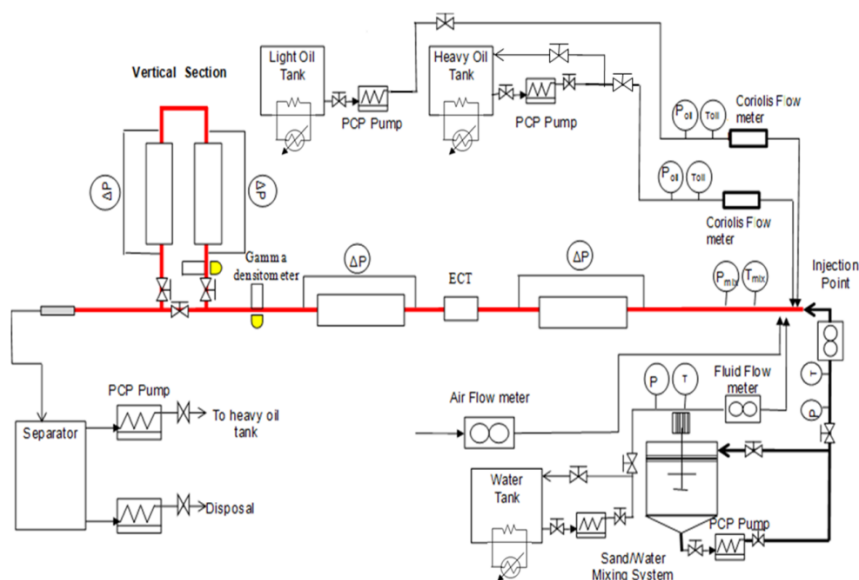 Vertical Section
Light Oil
Tank
PCP Pump
Heavy Oil
Tank
PCP Pump
Poil
Toil
Coriolis Flow
meter
Poil
Toil
Coriolis Flow
meter
ΔP
ΔP
Gamma
densitometer
ΔP
ECT
ΔP
Pmix
Tmix
Injection
Point
T
P
PCP Pump
To heavy oil
tank
Separator
Disposal
Air Flow meter
P
T
Fluid Flow
meter
Water
Tank
PCP Pump
Sand/Water
Mixing System